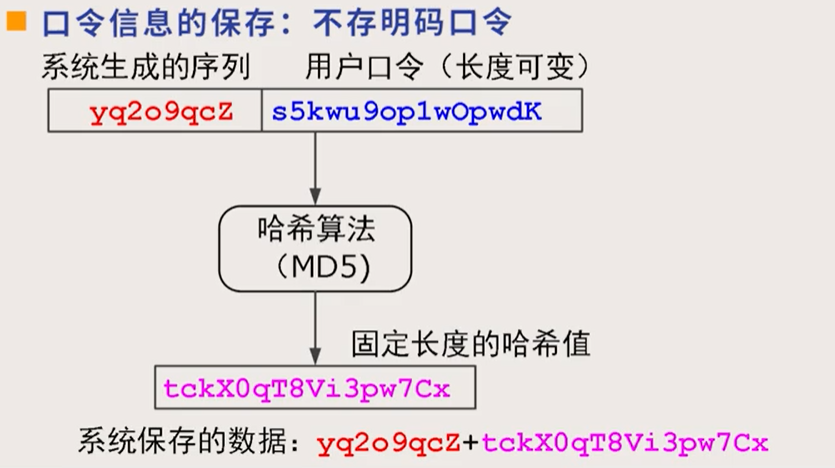 口令信息的保存：不存明码口令
系统生成的序列 用户口令（长度可变）
yq2o9qcZ s5kwu9op1wOpwdK
哈希算法
（MD5）
固定长度的哈希值
tckX0qT8Vi3pw7Cx
系统保存的数据：yq2o9qcZ+tckX0qT8Vi3pw7Cx